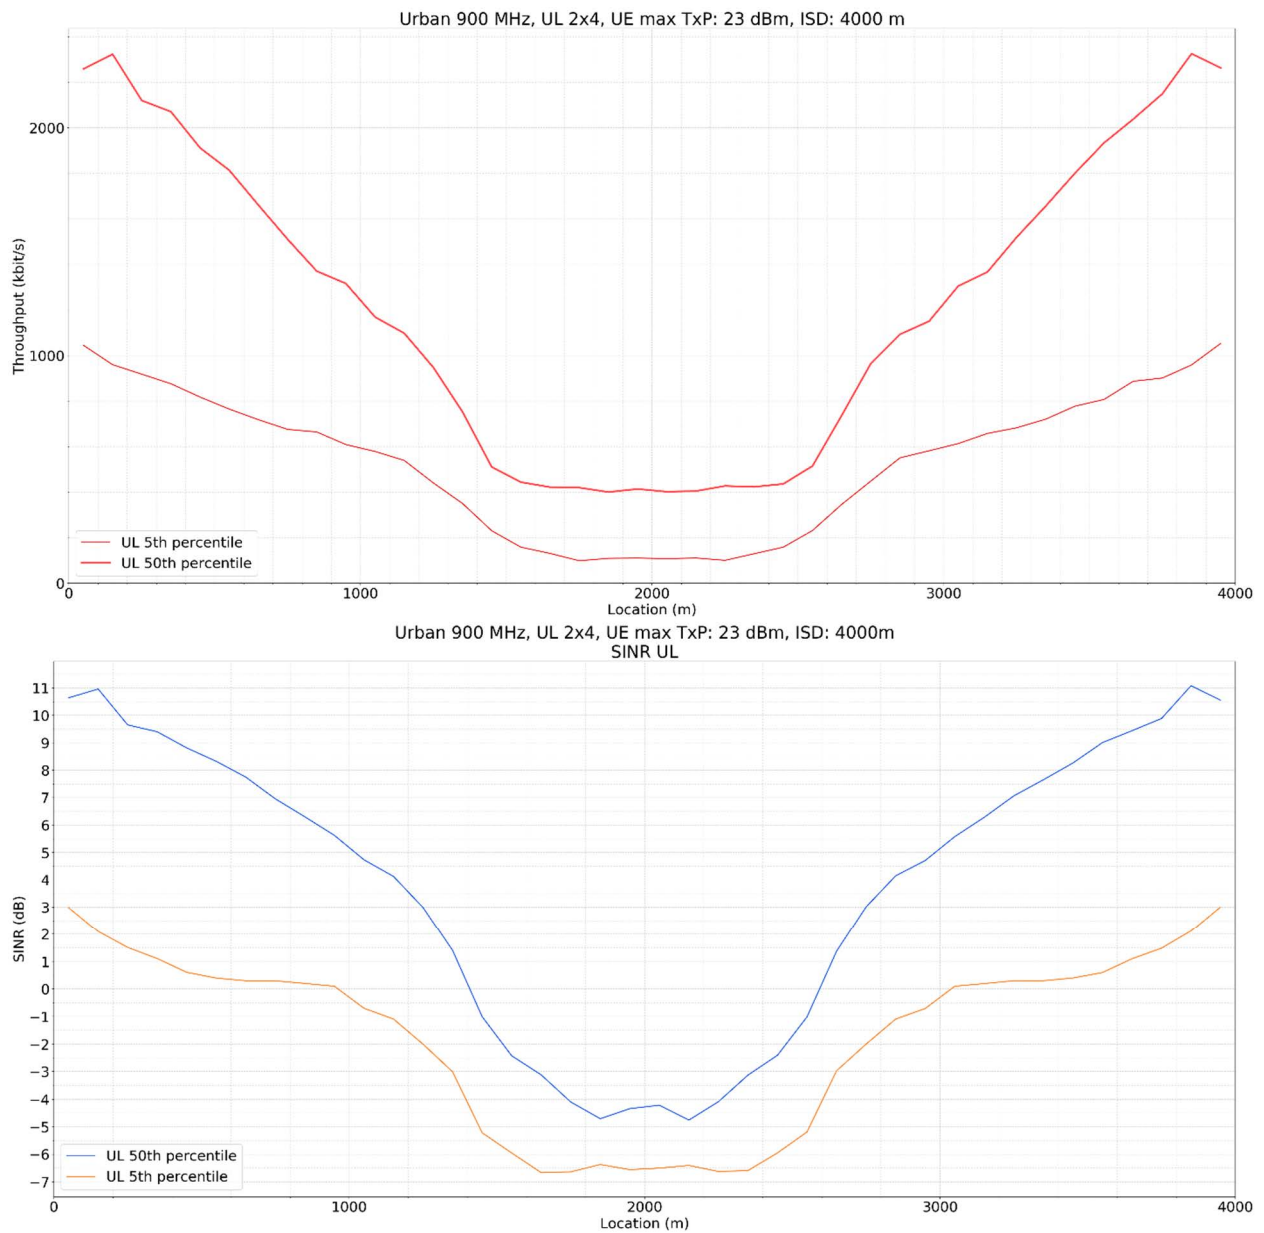 Urban 900 MHz, UL 2x4, UE max TxP: 23 dBm, ISD: 4000 m
Throughput (kbit/s)
2000
1000
0
UL 5th percentile
UL 50th percentile
0 1000 2000 3000 4000
Location (m)
Urban 900 MHz, UL 2x4, UE max TxP: 23 dBm, ISD: 4000m
SINR UL
SINR (dB)
11
10
9
8
7
6
5
4
3
2
1
0
−1
−2
−3
−4
−5
−6
−7
UL 50th percentile
UL 5th percentile
0 1000 2000 3000 4000
Location (m)